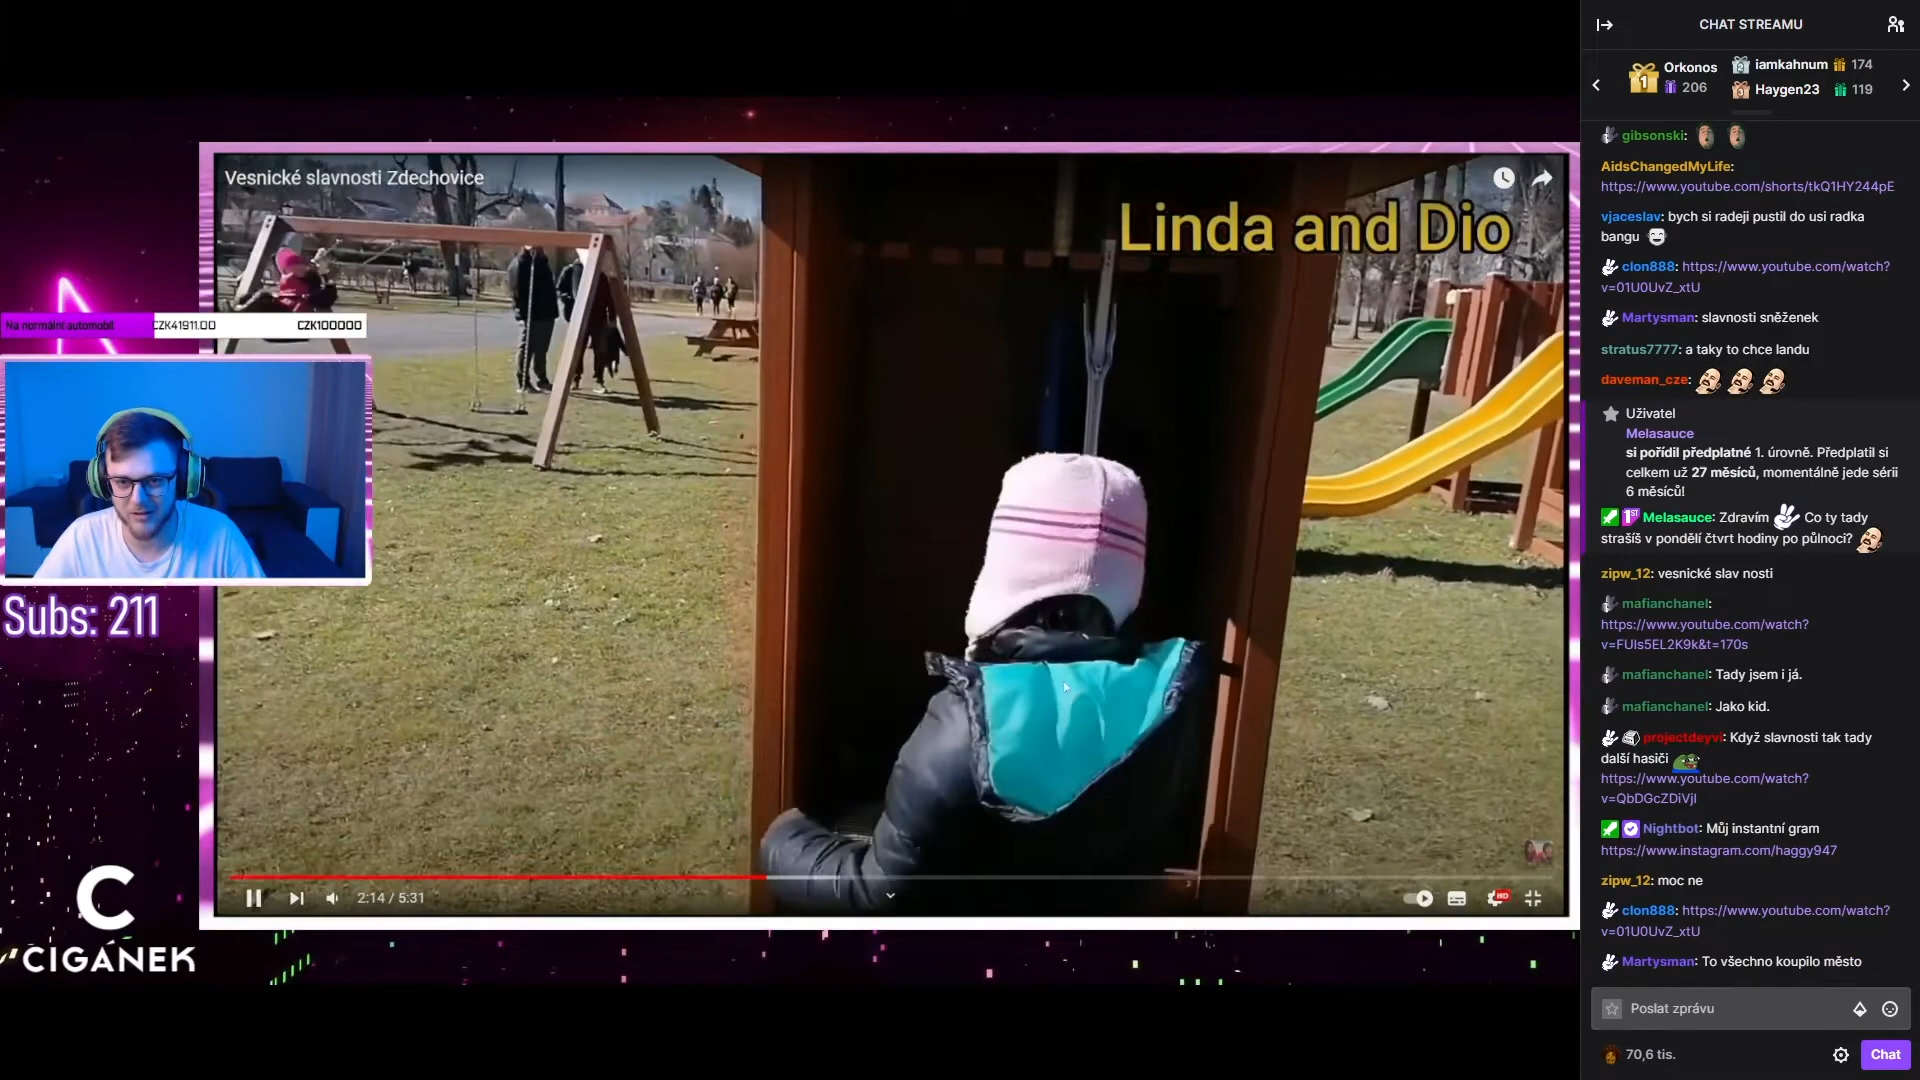 Vesnické slavnosti Zdechovice
Linda and Dio
Na normální automobil CZK41911.00 CZK100000
Subs: 211
2:14 / 5:31
HD
C
ČIGÁNEK
CHAT STREAMU
1 Orkonos 206
2 iamkahnum 174
3 Haygen23 119
gibsonski:
AidsChangedMyLife:
https://www.youtube.com/shorts/tkQ1HY244pE
vjaceslav: bych si radeji pustil do usi radka
bangu
clon888: https://www.youtube.com/watch?
v=01U0UvZ_xtU
Martysman: slavnosti sněženek
stratus7777: a taky to chce landu
daveman_cze:
Uživatel
Melasauce
si pořídil předplatné 1. úrovně. Předplatil si
celkem už 27 měsíců, momentálně jede sérii
6 měsíců!
1ST Melasauce: Zdravím Co ty tady
strašíš v pondělí čtvrt hodiny po půlnoci?
zipw_12: vesnické slav nosti
mafianchanel:
https://www.youtube.com/watch?
v=FUIs5EL2K9k&t=170s
mafianchanel: Tady jsem i já.
mafianchanel: Jako kid.
projectdeyvi: Když slavnosti tak tady
další hasiči
https://www.youtube.com/watch?
v=QbDGcZDiVjI
Nightbot: Můj instantní gram
https://www.instagram.com/haggy947
zipw_12: moc ne
clon888: https://www.youtube.com/watch?
v=01U0UvZ_xtU
Martysman: To všechno koupilo město
Poslat zprávu
70,6 tis.
Chat